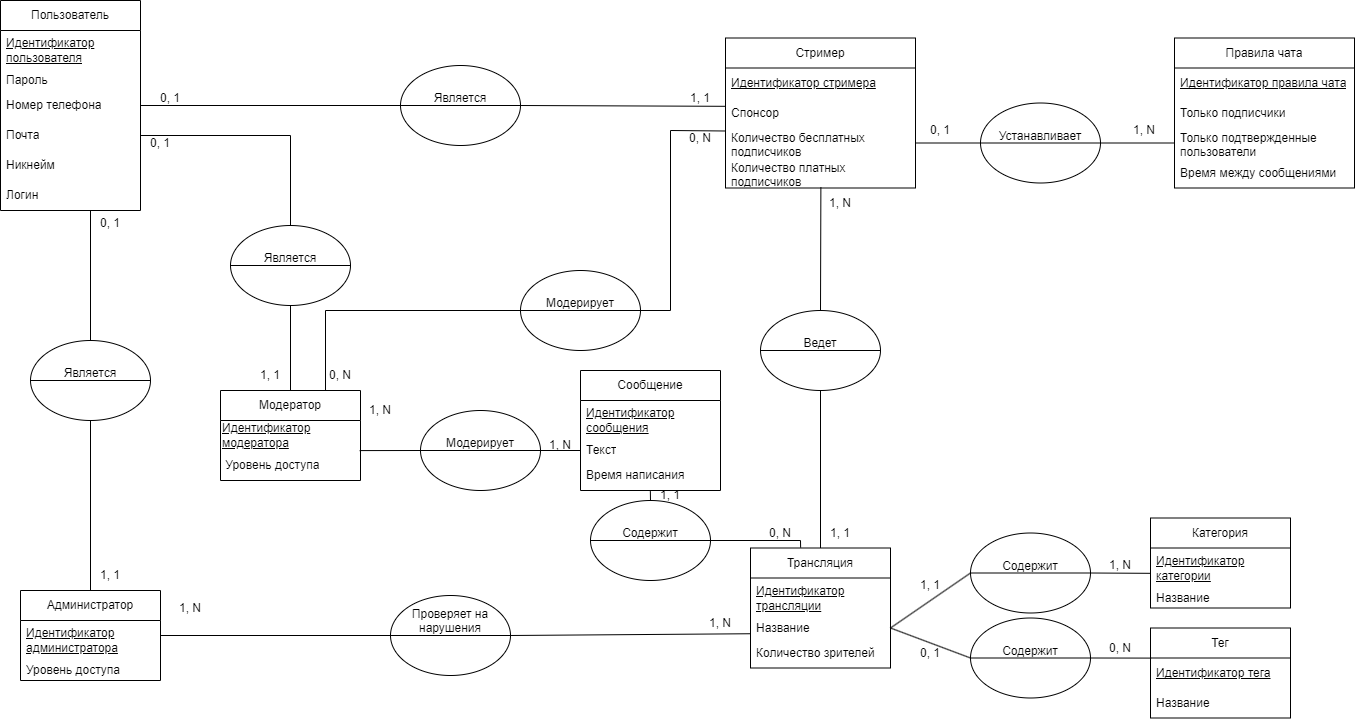 Пользователь
Идентификатор
пользователя
Пароль
Номер телефона
Почта
Никнейм
Логин
0, 1
Является
1, 1
0, 1
0, 1
Стример
Идентификатор стримера
Спонсор
Количество бесплатных
подписчиков
Количество платных
подписчиков
0, N
0, 1
Устанавливает
1, N
Правила чата
Идентификатор правила чата
Только подписчики
Только подтвержденные
пользователи
Время между сообщениями
1, N
Является
Модерирует
Ведет
Является
1, 1
0, N
Модератор
Идентификатор
модератора
Уровень доступа
1, N
Модерирует
1, N
Сообщение
Идентификатор
сообщения
Текст
Время написания
1, 1
Содержит
0, N
1, 1
1, 1
Администратор
Идентификатор
администратора
Уровень доступа
1, N
Проверяет на
нарушения
1, N
Трансляция
Идентификатор
трансляции
Название
Количество зрителей
1, 1
Содержит
1, N
Категория
Идентификатор
категории
Название
0, 1
Содержит
0, N
Тег
Идентификатор тега
Название